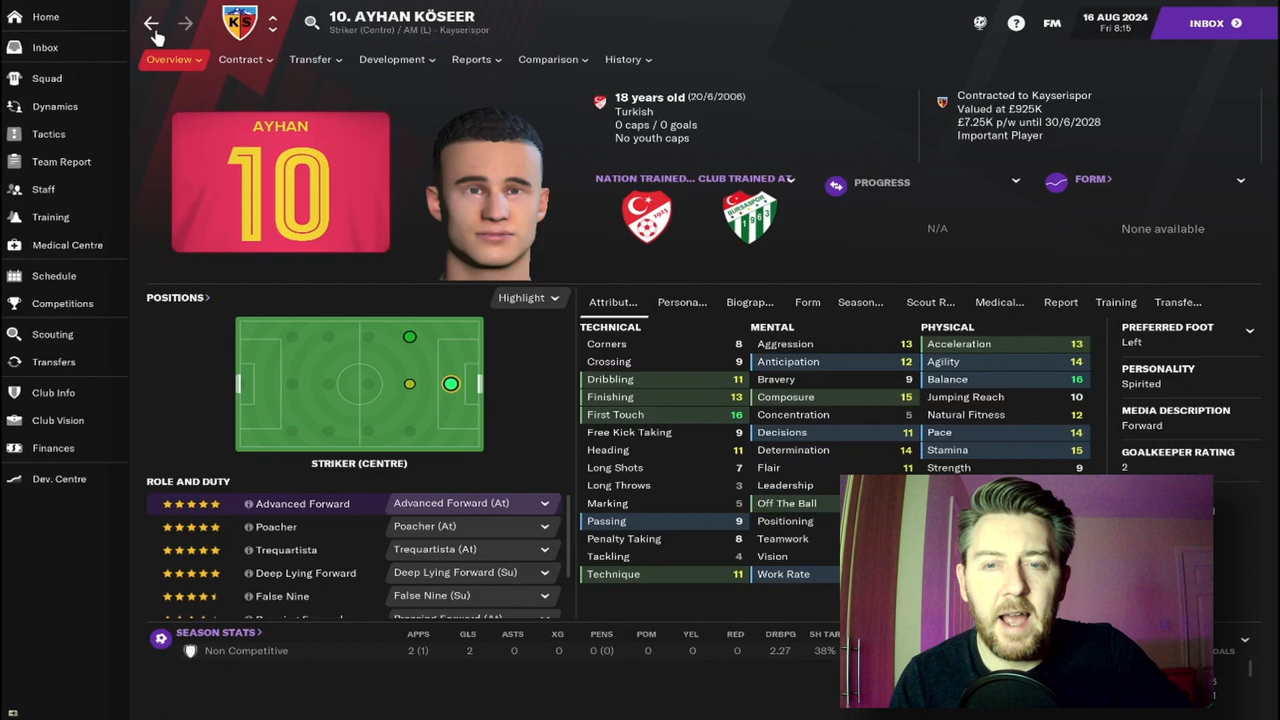 Home
Inbox
Squad
Dynamics
Tactics
Team Report
Staff
Training
Medical Centre
Schedule
Competitions
Scouting
Transfers
Club Info
Club Vision
Finances
Dev. Centre
KS
10. AYHAN KÖSEER
Striker (Centre) / AM (L) - Kayserispor
? FM
16 AUG 2024
Fri 8:15
INBOX
Overview Contract Transfer Development Reports Comparison History
AYHAN
10
18 years old (20/6/2006)
Turkish
0 caps / 0 goals
No youth caps
Contracted to Kayserispor
Valued at £925K
£7.25K p/w until 30/6/2028
Important Player
NATION TRAINED... CLUB TRAINED AT
1923
BURSASPOR
1963
PROGRESS
N/A
FORM>
None available
POSITIONS>
Highlight
STRIKER (CENTRE)
ROLE AND DUTY
Advanced Forward Advanced Forward (At)
Poacher Poacher (At)
Trequartista Trequartista (At)
Deep Lying Forward Deep Lying Forward (Su)
False Nine False Nine (Su)
Attribut... Persona... Biograp... Form Season... Scout R... Medical... Report Training Transfe...
TECHNICAL
Corners 8
Crossing 9
Dribbling 11
Finishing 13
First Touch 16
Free Kick Taking 9
Heading 11
Long Shots 7
Long Throws 3
Marking 5
Passing 9
Penalty Taking 8
Tackling 4
Technique 11
MENTAL
Aggression 13
Anticipation 12
Bravery 9
Composure 15
Concentration 5
Decisions 11
Determination 14
Flair 11
Leadership
Off The Ball
Positioning
Teamwork
Vision
Work Rate
PHYSICAL
Acceleration 13
Agility 14
Balance 16
Jumping Reach 10
Natural Fitness 12
Pace 14
Stamina 15
Strength 9
PREFERRED FOOT
Left
PERSONALITY
Spirited
MEDIA DESCRIPTION
Forward
GOALKEEPER RATING
2
SEASON STATS>
APPS GLS ASTS XG PENS POM YEL RED DRBPG SH TAR
Non Competitive 2 (1) 2 0 0 0 (0) 0 0 0 2.27 38%